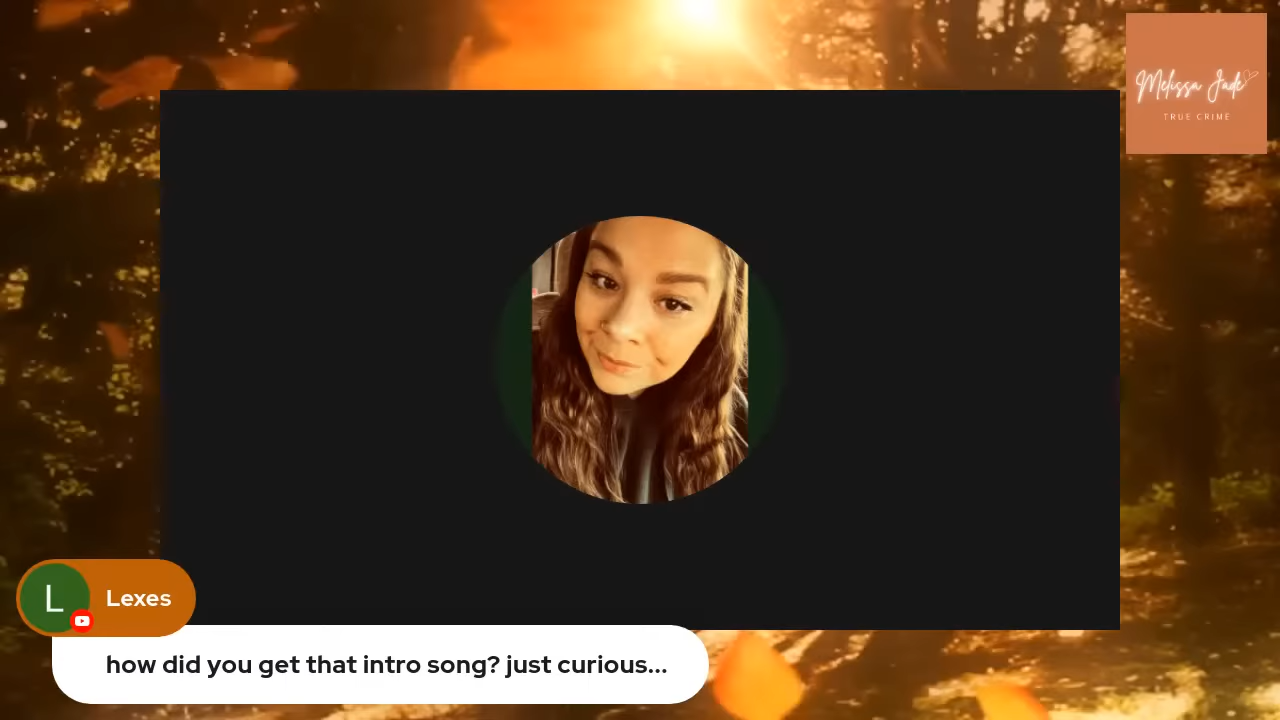 Melissa Jade
TRUE CRIME
L
Lexes
how did you get that intro song? just curious...